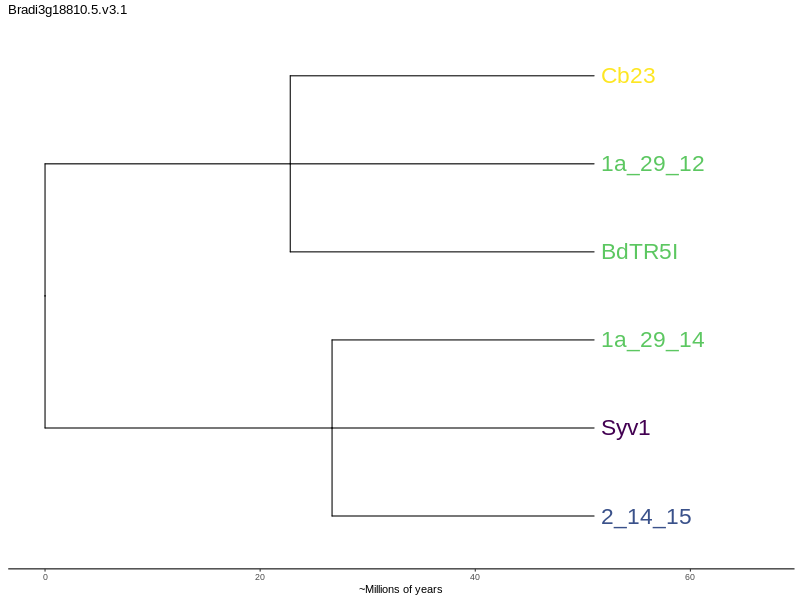 Bradi3g18810.5.v3.1
Cb23
1a_29_12
BdTR5I
1a_29_14
Syv1
2_14_15
0 20 40 60
~Millions of years